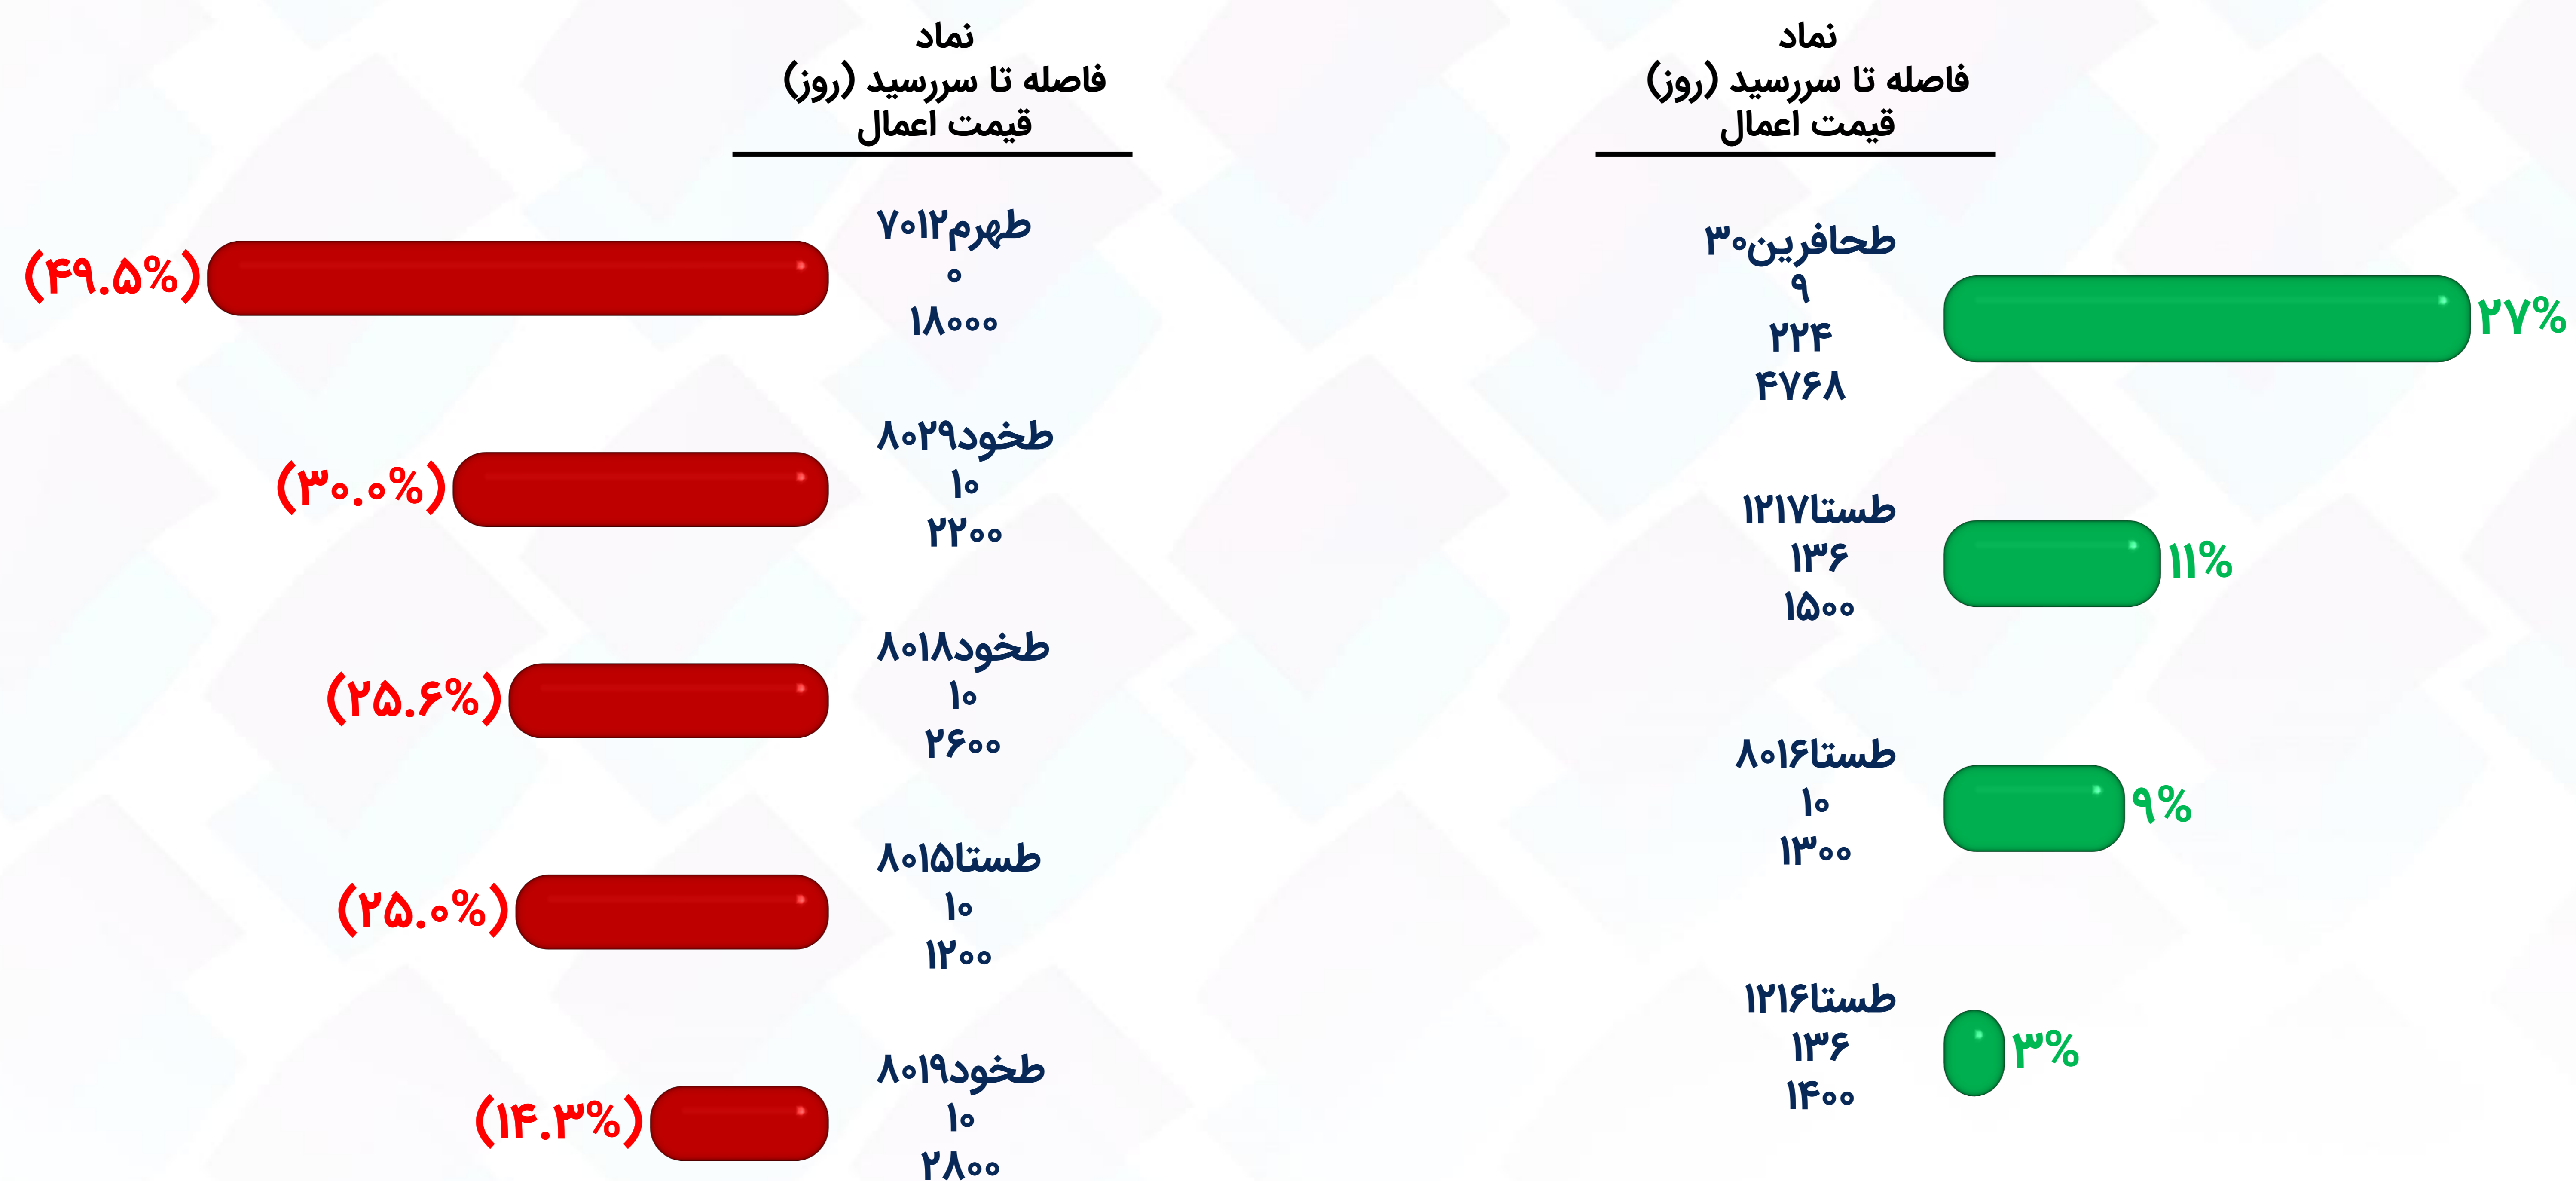 نماد
فاصله تا سررسید (روز)
قیمت اعمال
طحافرین۳۰
۹
۲۲۴
۴۷۶۸
۲۷%
طستا۱۲۱۷
۱۳۶
۱۵۰۰
۱۱%
طستا۸۰۱۶
۱۰
۱۳۰۰
۹%
طستا۱۲۱۶
۱۳۶
۱۴۰۰
۳%
نماد
فاصله تا سررسید (روز)
قیمت اعمال
طهرم۷۰۱۲
۰
۱۸۰۰۰
(۴۹.۵%)
طخود۸۰۲۹
۱۰
۲۲۰۰
(۳۰.۰%)
طخود۸۰۱۸
۱۰
۲۶۰۰
(۲۵.۶%)
طستا۸۰۱۵
۱۰
۱۲۰۰
(۲۵.۰%)
طخود۸۰۱۹
۱۰
۲۸۰۰
(۱۴.۳%)